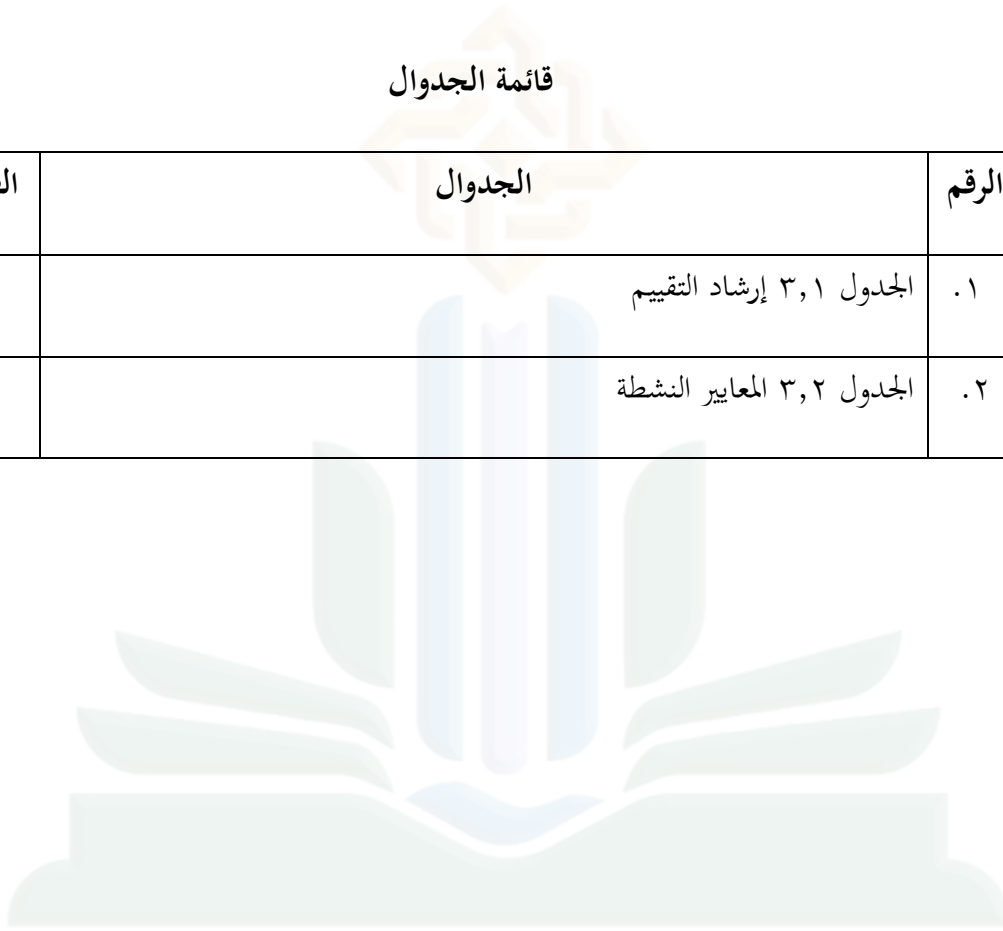 قائمة الجدوال
الرقم الجدوال
١. الجدول ٣,١ إرشاد التقييم
٢. الجدول ٣,٢ المعايير النشطة